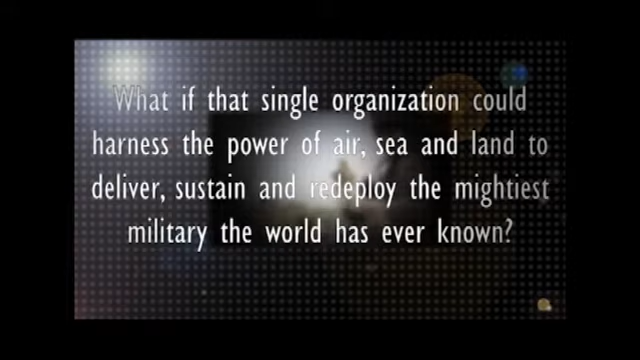 What if that single organization could
harness the power of air, sea and land to
deliver, sustain and redeploy the mightiest
military the world has ever known?